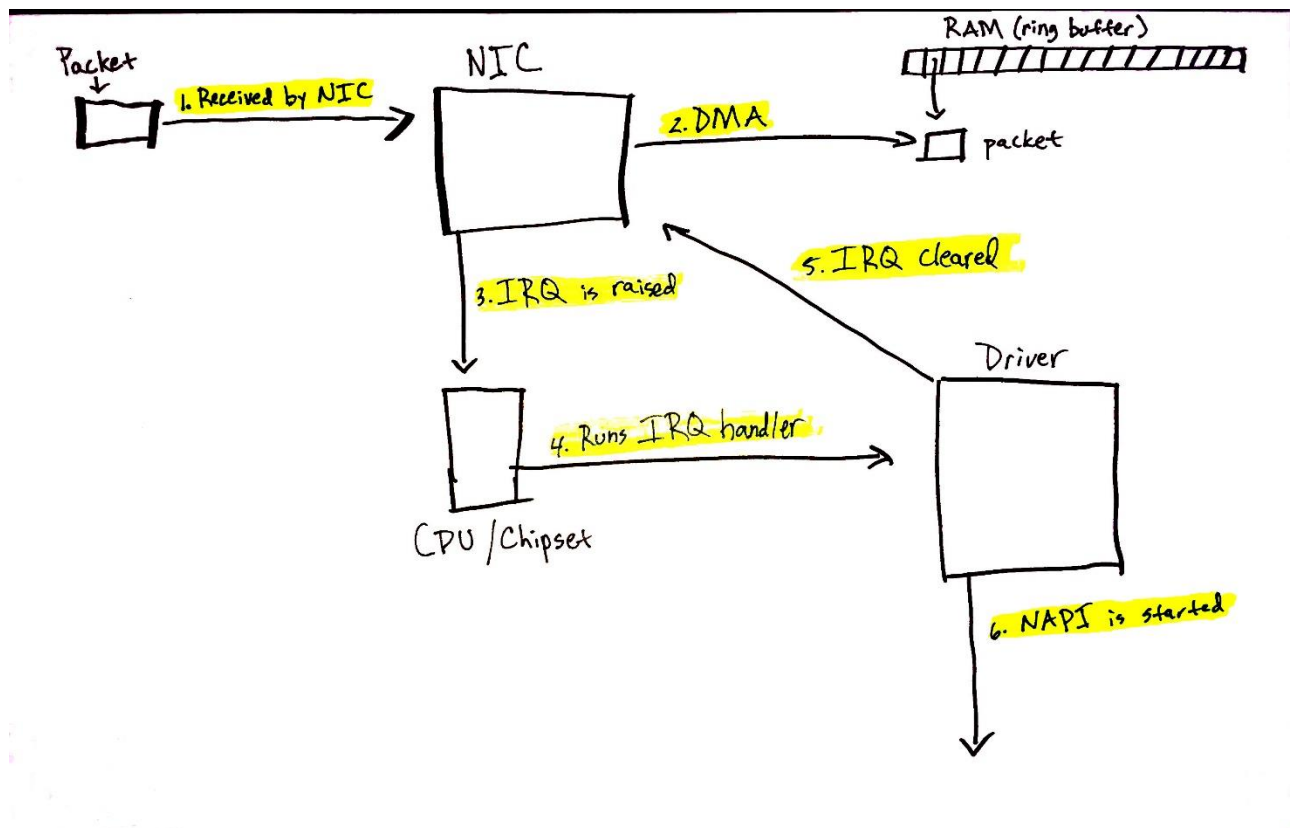 Packet
1. Received by NIC
NIC
RAM (ring buffer)
2. DMA
packet
3. IRQ is raised
5. IRQ cleared
Driver
4. Runs IRQ handler
CPU/Chipset
6. NAPI is started